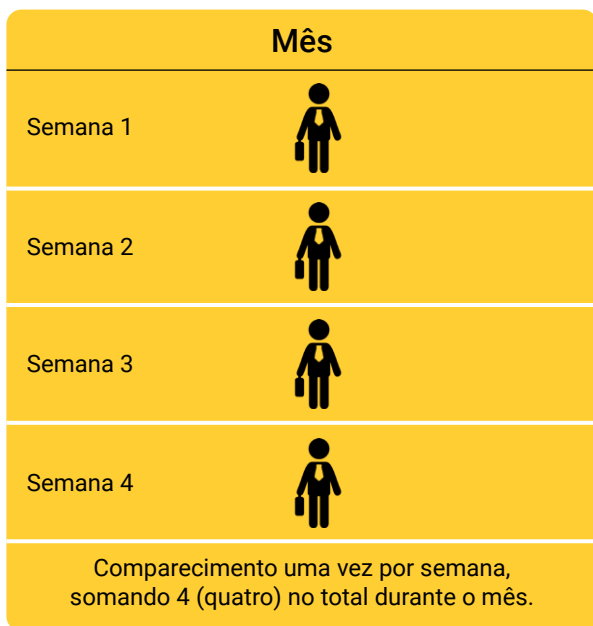 Mês
Semana 1
Semana 2
Semana 3
Semana 4
Comparecimento uma vez por semana,
somando 4 (quatro) no total durante o mês.